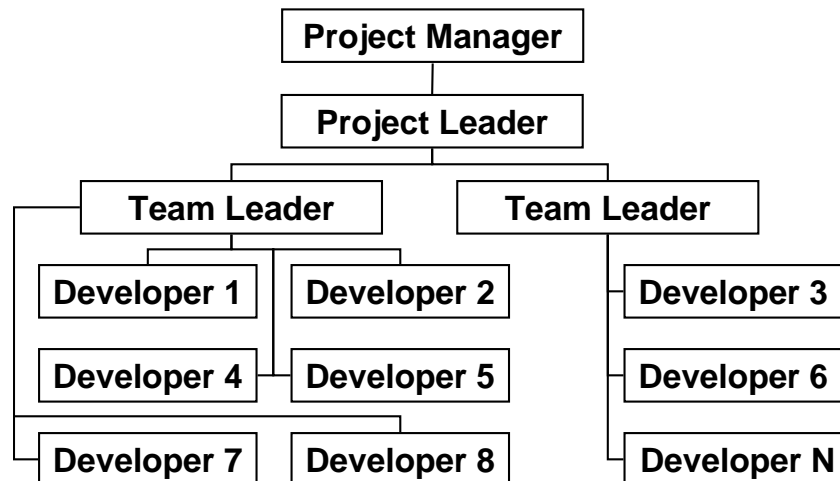 Project Manager
Project Leader
Team Leader
Team Leader
Developer 1
Developer 2
Developer 3
Developer 4
Developer 5
Developer 6
Developer 7
Developer 8
Developer N